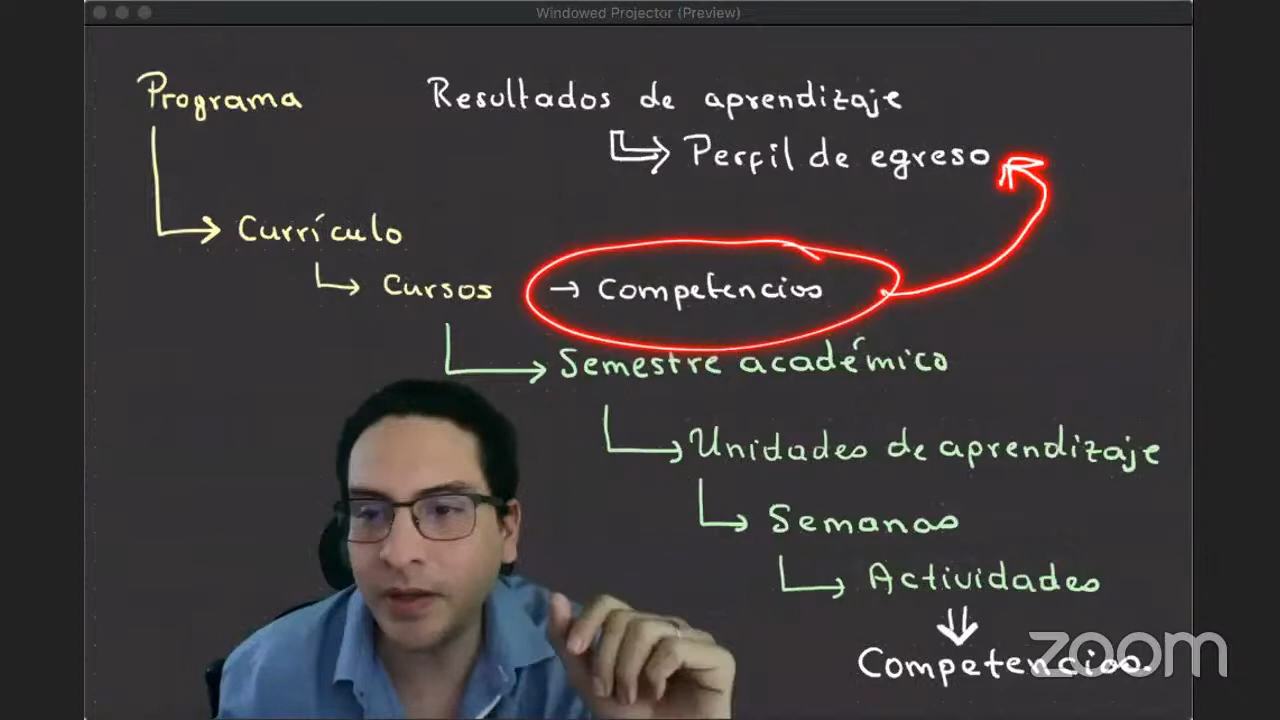 Windowed Projector (Preview)
Programa
Resultados de aprendizaje
Perfil de egreso
Currículo
Cursos → Competencias
Semestre académico
Unidades de aprendizaje
Semanas
Actividades
Competencias.
zoom